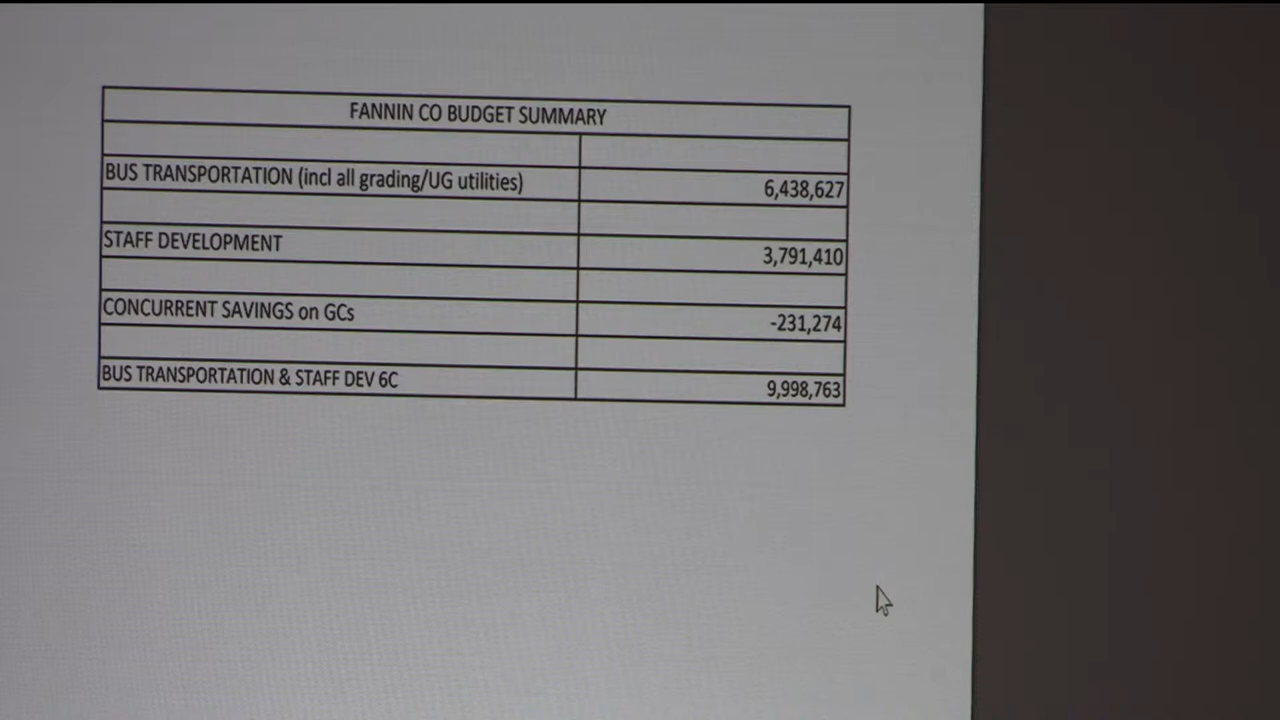 FANNIN CO BUDGET SUMMARY
BUS TRANSPORTATION (incl all grading/UG utilities) 6,438,627
STAFF DEVELOPMENT 3,791,410
CONCURRENT SAVINGS on GCs -231,274
BUS TRANSPORTATION & STAFF DEV 6C 9,998,763